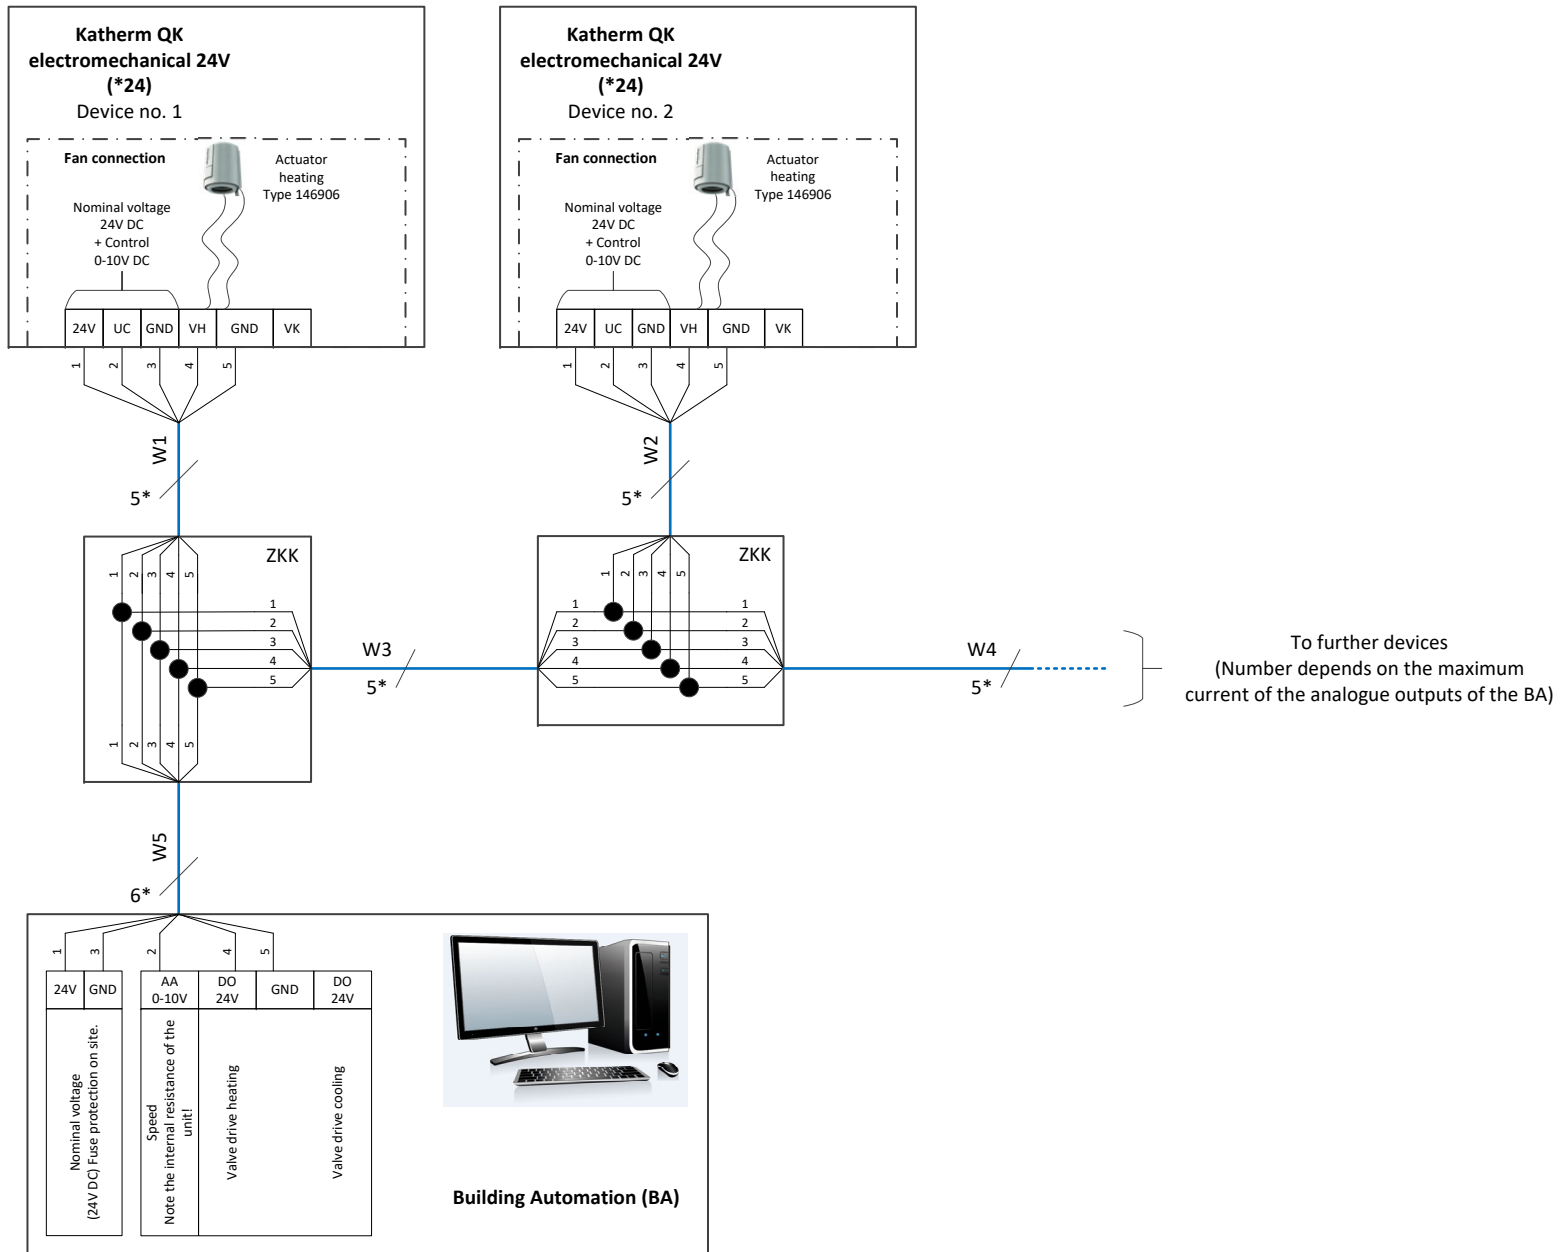 Katherm QK
electromechanical 24V
(*24)
Device no. 1
Fan connection
Actuator
heating
Type 146906
Nominal voltage
24V DC
+ Control
0-10V DC
24V UC GND VH GND VK
1 2 3 4 5
W1
5*
Katherm QK
electromechanical 24V
(*24)
Device no. 2
Fan connection
Actuator
heating
Type 146906
Nominal voltage
24V DC
+ Control
0-10V DC
24V UC GND VH GND VK
1 2 3 4 5
W2
5*
ZKK
1 2 3 4 5
1
2
3
4
5
1 2 3 4 5
W3
5*
ZKK
1 2 3 4 5
1
2
3
4
5
1
2
3
4
5
W4
5*
To further devices
(Number depends on the maximum
current of the analogue outputs of the BA)
W5
6*
1 3 2 4 5
24V GND
AA
0-10V
DO
24V
GND
DO
24V
Nominal voltage
(24V DC) Fuse protection on site.
Speed
Note the internal resistance of the
unit!
Valve drive heating
Valve drive cooling
Building Automation (BA)